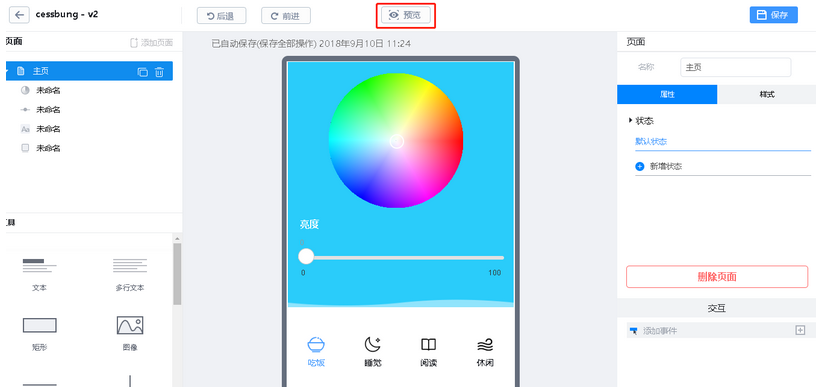 cessbung - v2
后退
前进
预览
保存
页面
添加页面
已自动保存(保存全部操作) 2018年9月10日 11:24
页面
主页
名称
主页
未命名
未命名
Aa
未命名
未命名
属性
样式
状态
默认状态
新增状态
亮度
0
100
文本
多行文本
矩形
图像
吃饭
睡觉
阅读
休闲
删除页面
交互
添加事件